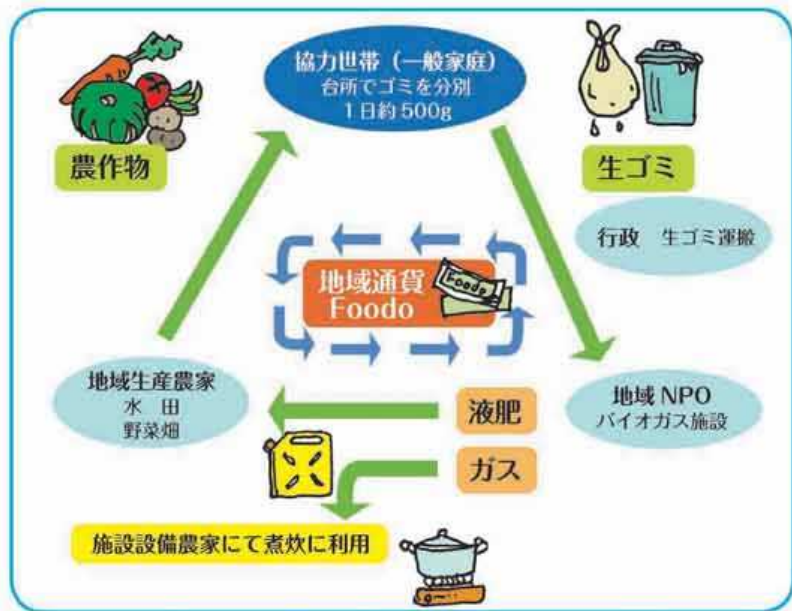 協力世帯（一般家庭）
台所でゴミを分別
1日約500g
農作物
生ゴミ
行政　生ゴミ運搬
地域通貨
Foodo
Foodo
地域生産農家
水　田
野菜畑
液肥
ガス
地域NPO
バイオガス施設
施設設備農家にて煮炊に利用